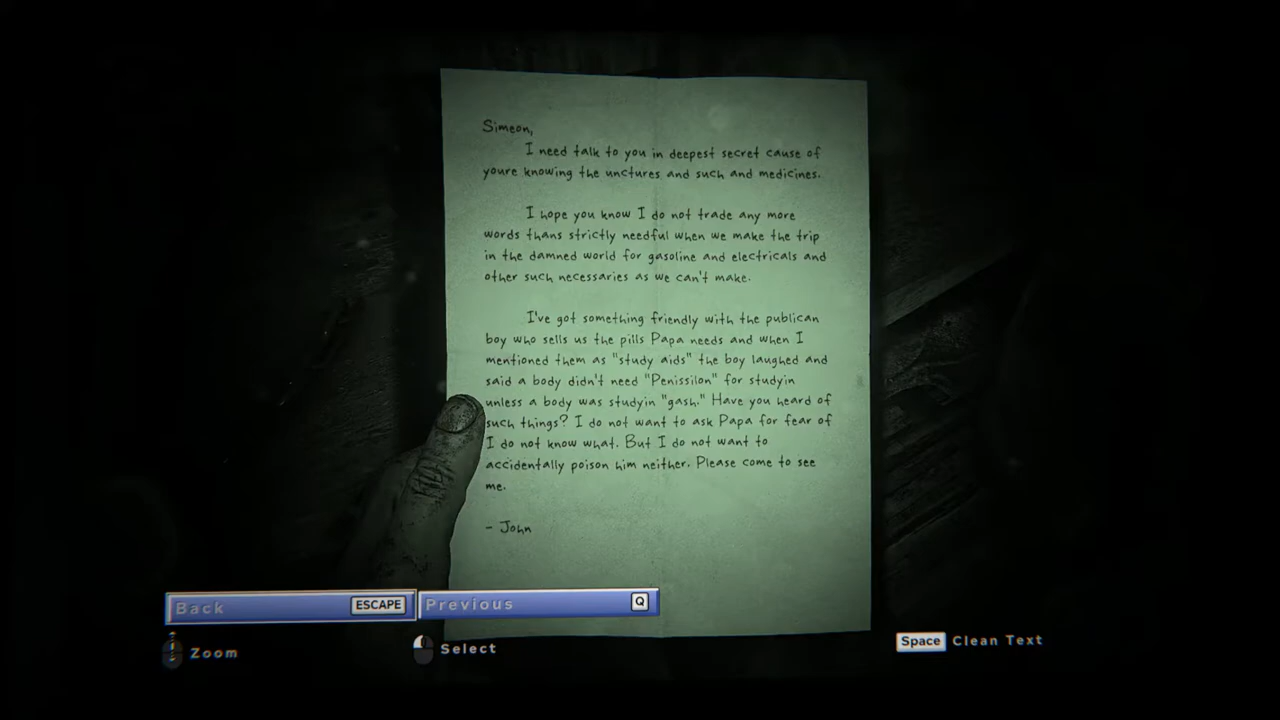 Simeon,
I need talk to you in deepest secret cause of
youre knowing the unctures and such and medicines.
I hope you know I do not trade any more
words thans strictly needful when we make the trip
in the damned world for gasoline and electricals and
other such necessaries as we can't make.
I've got something friendly with the publican
boy who sells us the pills Papa needs and when I
mentioned them as "study aids" the boy laughed and
said a body didn't need "Penissilon" for studyin
unless a body was studyin "gash." Have you heard of
such things? I do not want to ask Papa for fear of
I do not know what. But I do not want to
accidentally poison him neither. Please come to see
me.
- John
Back ESCAPE Previous Q
Zoom Select Space Clean Text